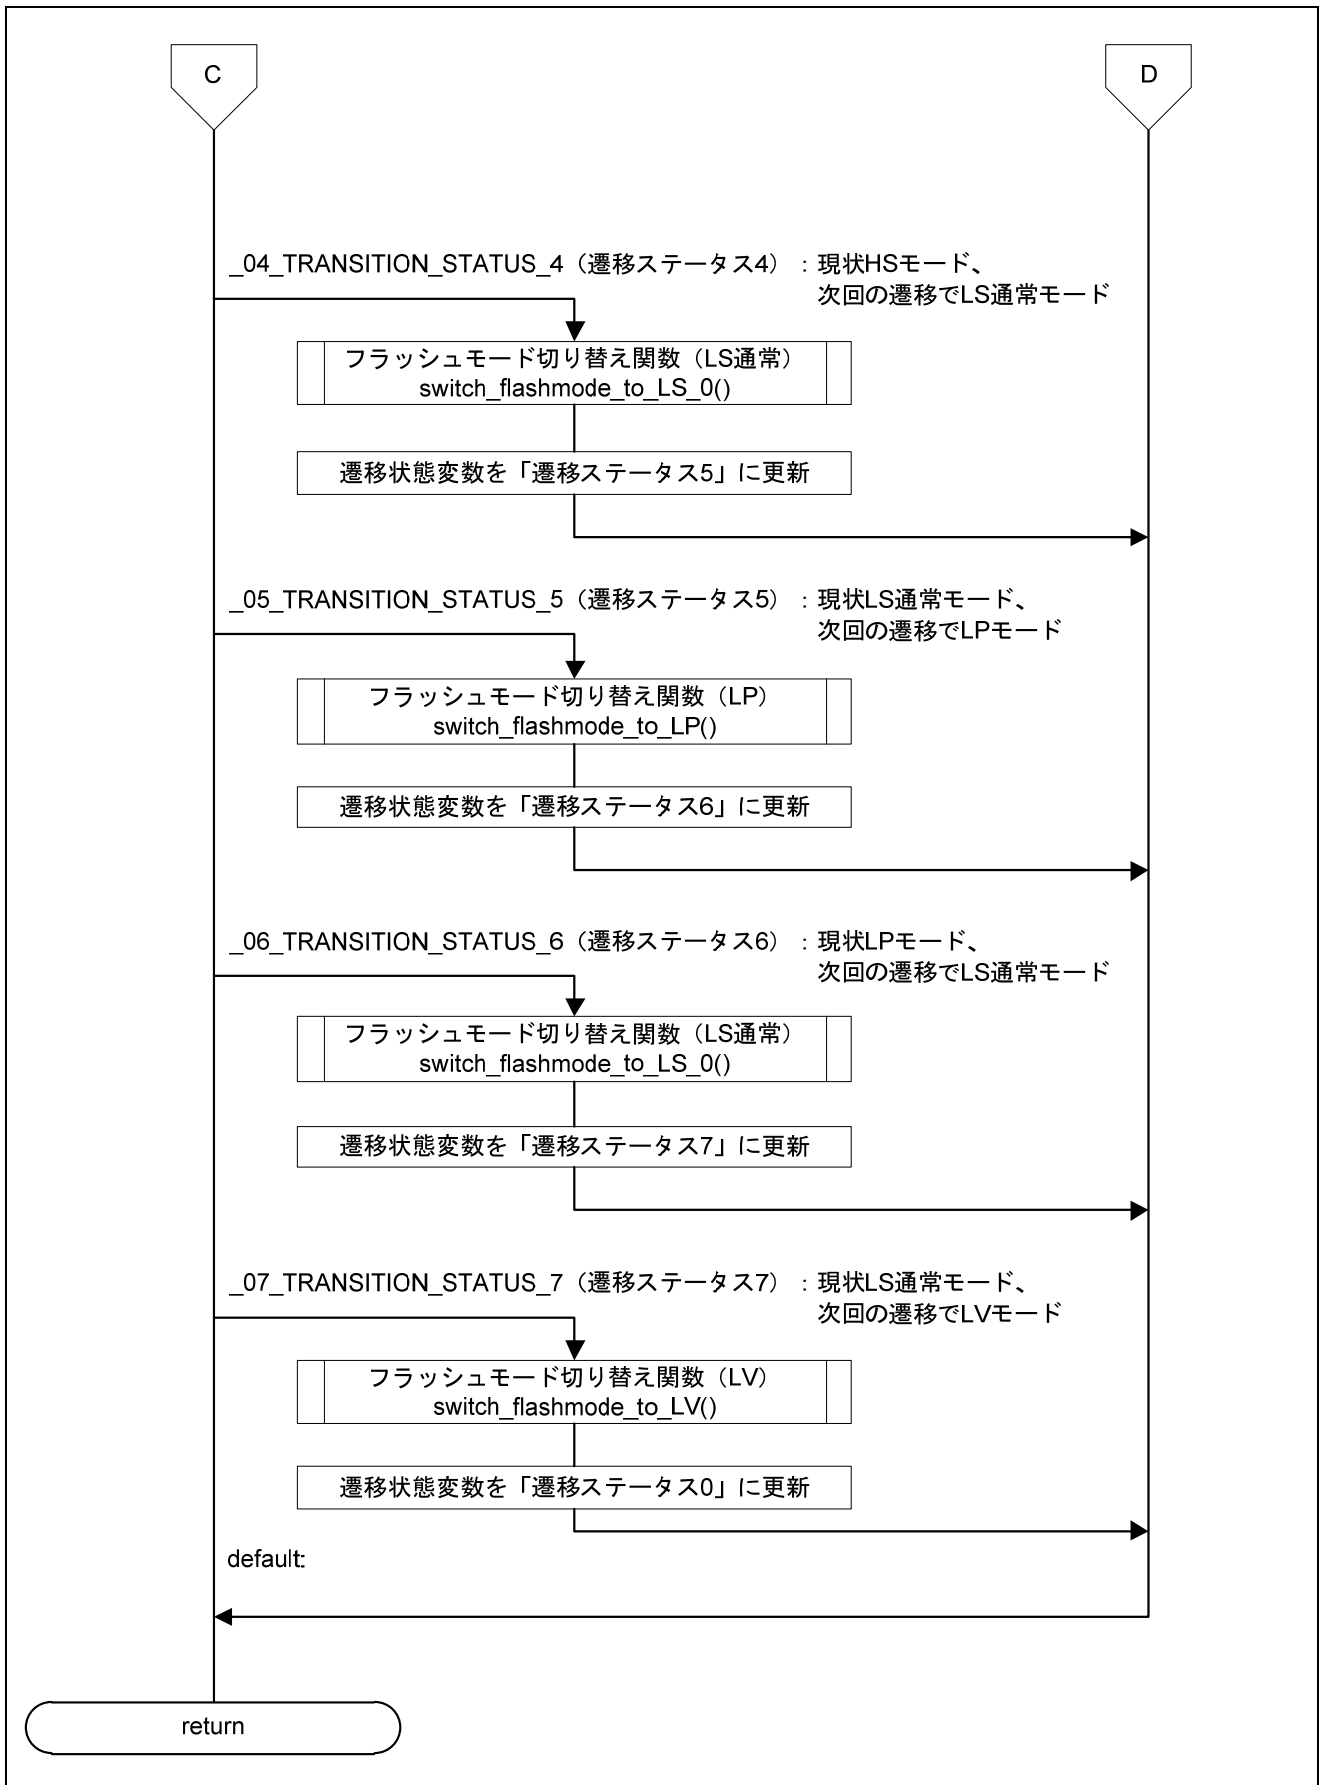 C
D
_04_TRANSITION_STATUS_4（遷移ステータス4）：現状HSモード、
次回の遷移でLS通常モード
フラッシュモード切り替え関数（LS通常）
switch_flashmode_to_LS_0()
遷移状態変数を「遷移ステータス5」に更新
_05_TRANSITION_STATUS_5（遷移ステータス5）：現状LS通常モード、
次回の遷移でLPモード
フラッシュモード切り替え関数（LP）
switch_flashmode_to_LP()
遷移状態変数を「遷移ステータス6」に更新
_06_TRANSITION_STATUS_6（遷移ステータス6）：現状LPモード、
次回の遷移でLS通常モード
フラッシュモード切り替え関数（LS通常）
switch_flashmode_to_LS_0()
遷移状態変数を「遷移ステータス7」に更新
_07_TRANSITION_STATUS_7（遷移ステータス7）：現状LS通常モード、
次回の遷移でLVモード
フラッシュモード切り替え関数（LV）
switch_flashmode_to_LV()
遷移状態変数を「遷移ステータス0」に更新
default:
return